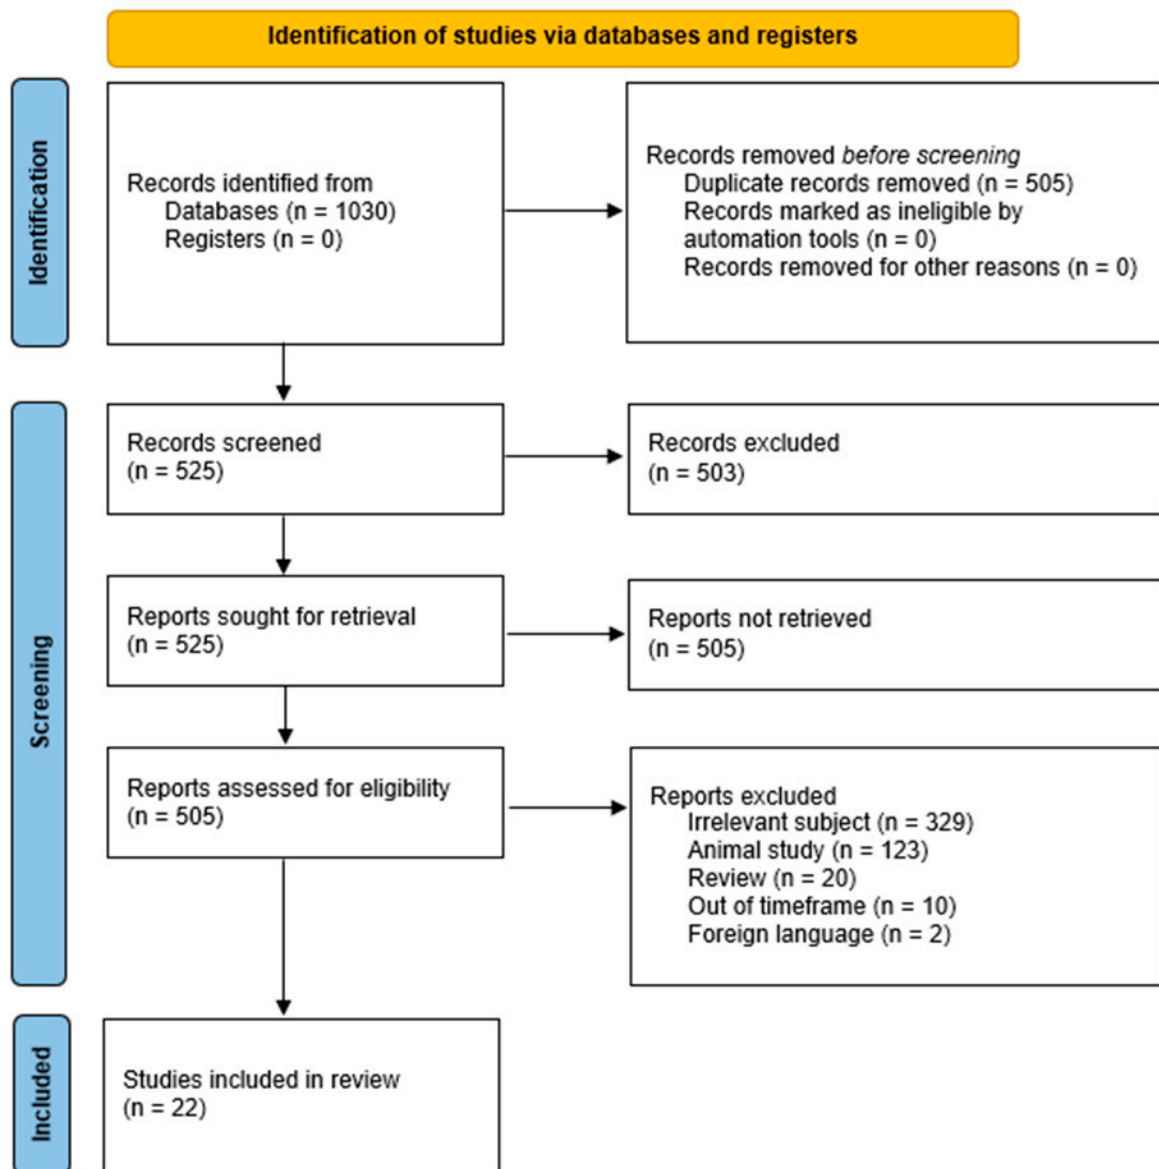 Identification of studies via databases and registers
Identification
Records identified from
Databases (n = 1030)
Registers (n = 0)
Records removed before screening
Duplicate records removed (n = 505)
Records marked as ineligible by
automation tools (n = 0)
Records removed for other reasons (n = 0)
Screening
Records screened
(n = 525)
Records excluded
(n = 503)
Reports sought for retrieval
(n = 525)
Reports not retrieved
(n = 505)
Reports assessed for eligibility
(n = 505)
Reports excluded
Irrelevant subject (n = 329)
Animal study (n = 123)
Review (n = 20)
Out of timeframe (n = 10)
Foreign language (n = 2)
Included
Studies included in review
(n = 22)